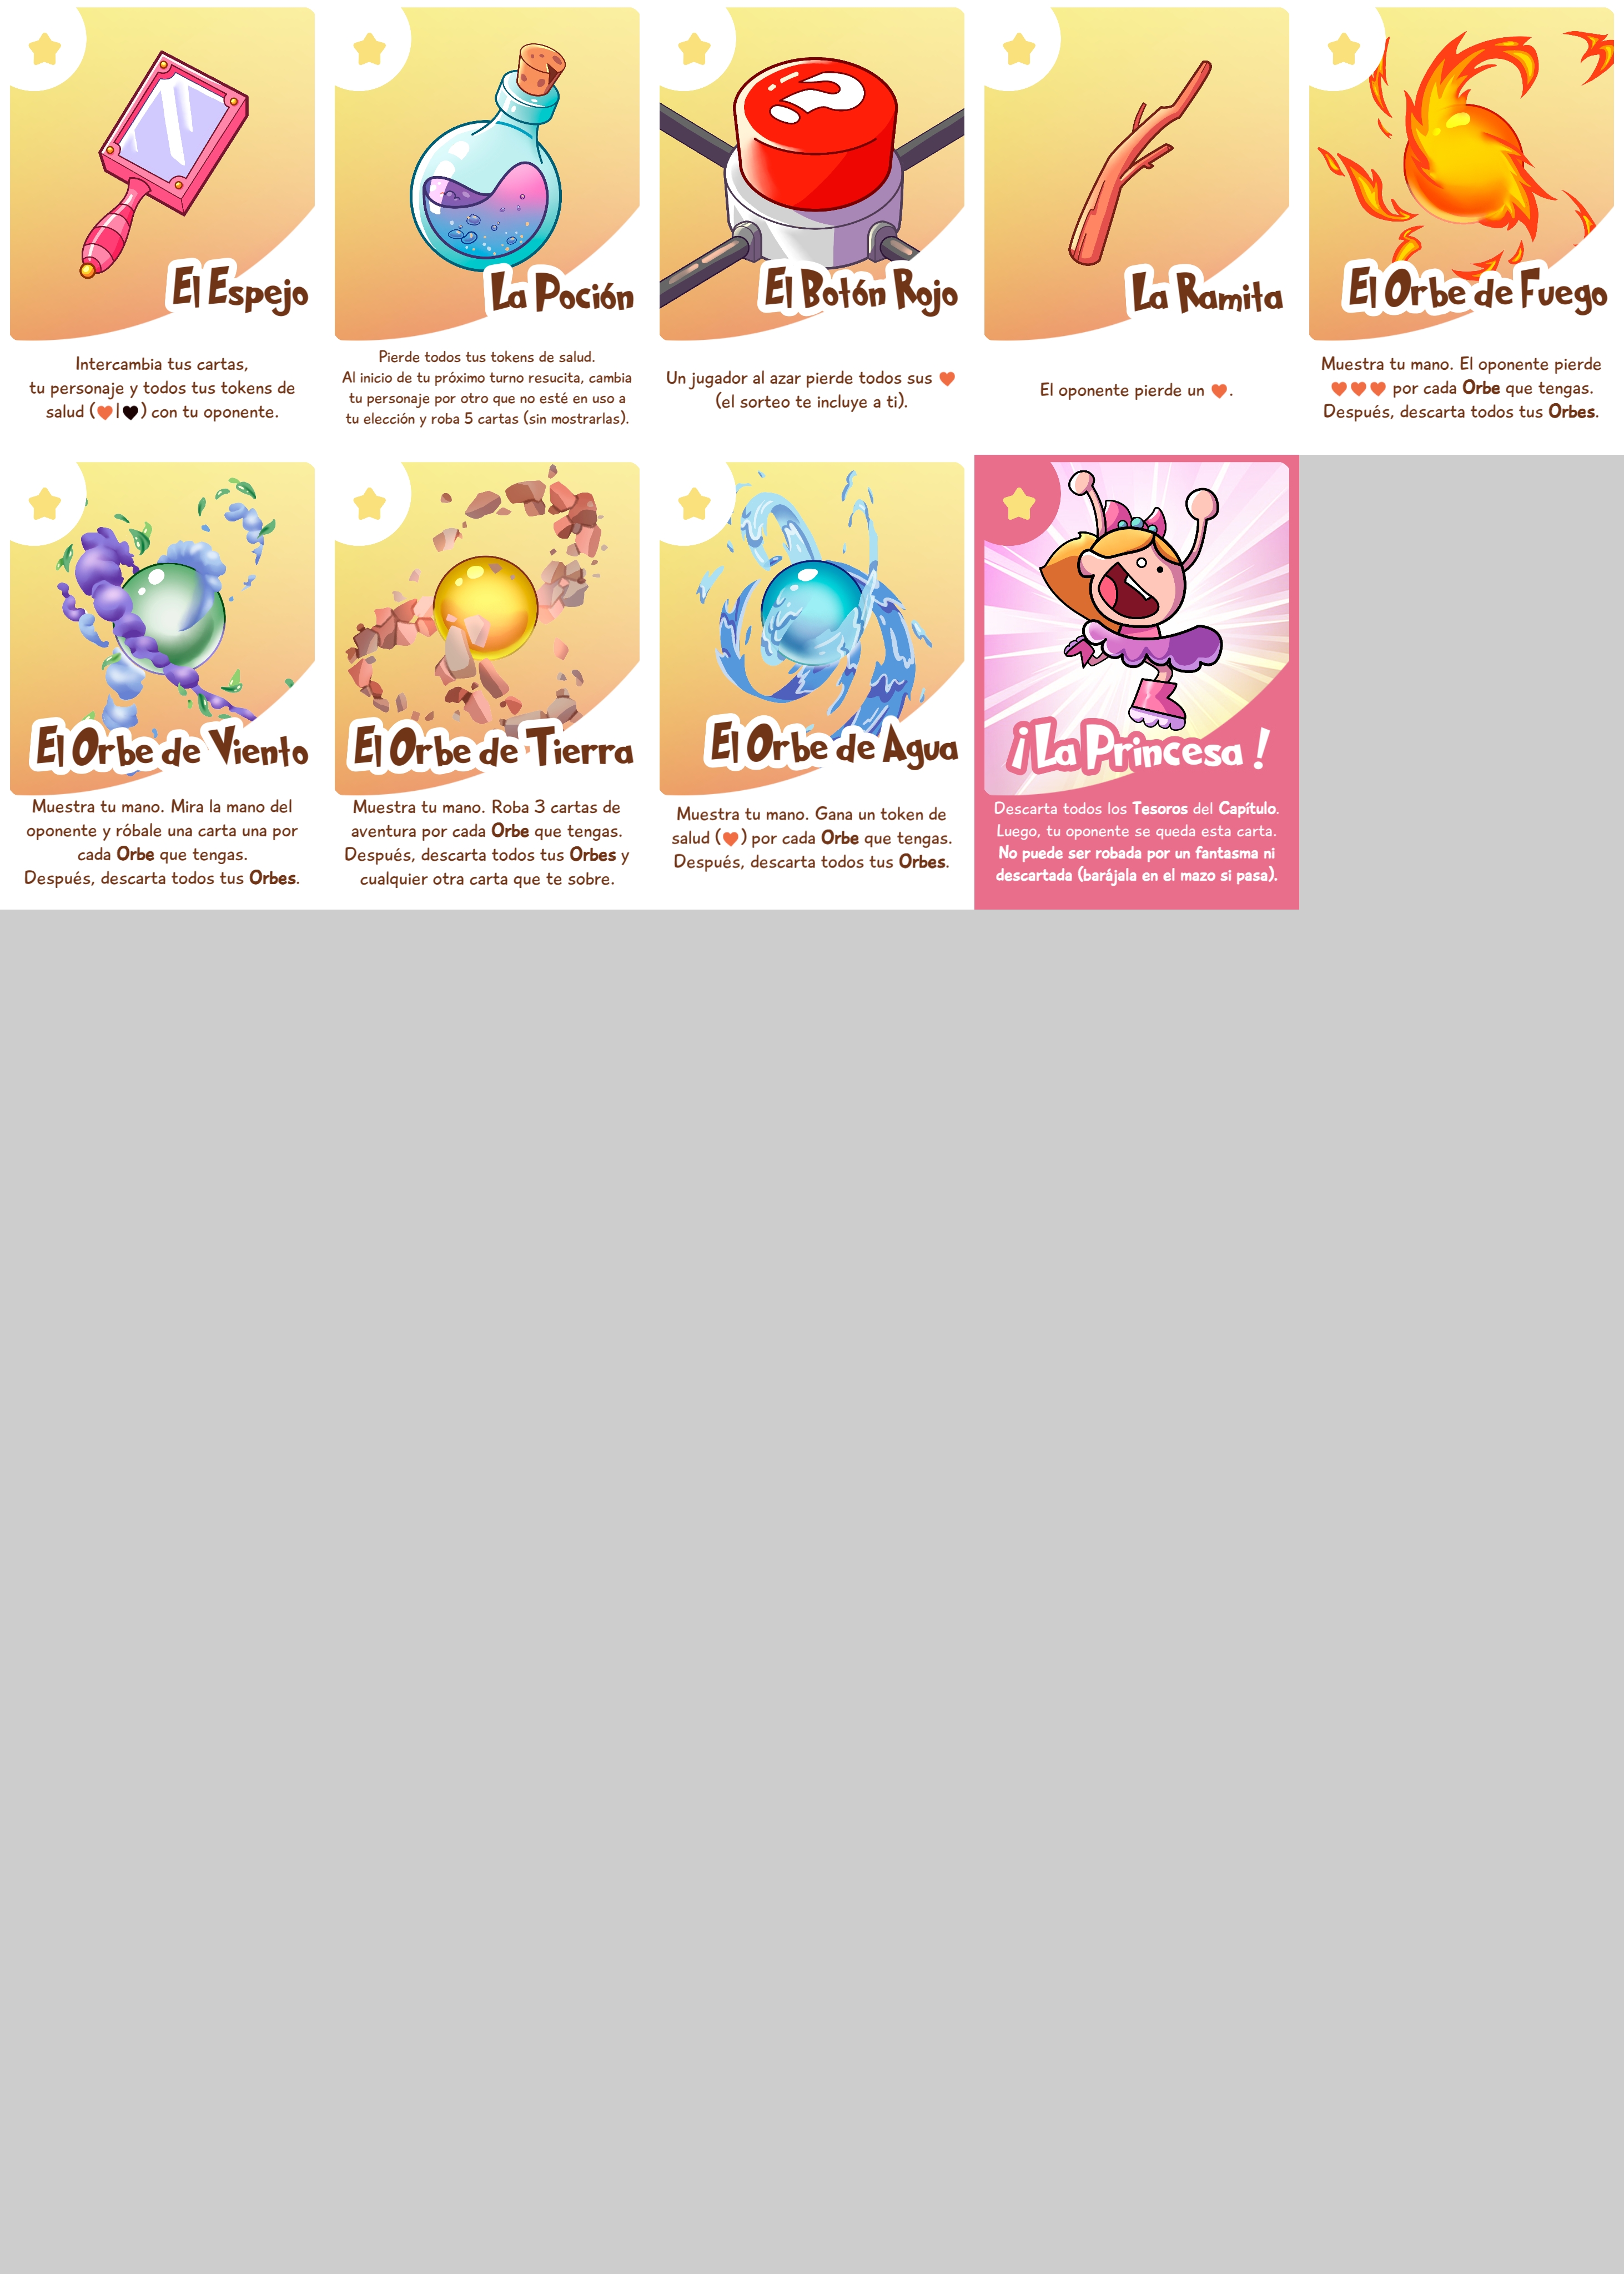 El Espejo
Intercambia tus cartas,
tu personaje y todos tus tokens de
salud (❤|🖤) con tu oponente.
La Poción
Pierde todos tus tokens de salud.
Al inicio de tu próximo turno resucita, cambia
tu personaje por otro que no esté en uso a
tu elección y roba 5 cartas (sin mostrarlas).
?
El Botón Rojo
Un jugador al azar pierde todos sus ❤
(el sorteo te incluye a ti).
La Ramita
El oponente pierde un ❤.
El Orbe de Fuego
Muestra tu mano. El oponente pierde
❤❤❤ por cada Orbe que tengas.
Después, descarta todos tus Orbes.
El Orbe de Viento
Muestra tu mano. Mira la mano del
oponente y róbale una carta una por
cada Orbe que tengas.
Después, descarta todos tus Orbes.
El Orbe de Tierra
Muestra tu mano. Roba 3 cartas de
aventura por cada Orbe que tengas.
Después, descarta todos tus Orbes y
cualquier otra carta que te sobre.
El Orbe de Agua
Muestra tu mano. Gana un token de
salud (❤) por cada Orbe que tengas.
Después, descarta todos tus Orbes.
¡La Princesa!
Descarta todos los Tesoros del Capítulo.
Luego, tu oponente se queda esta carta.
No puede ser robada por un fantasma ni
descartada (barájala en el mazo si pasa).